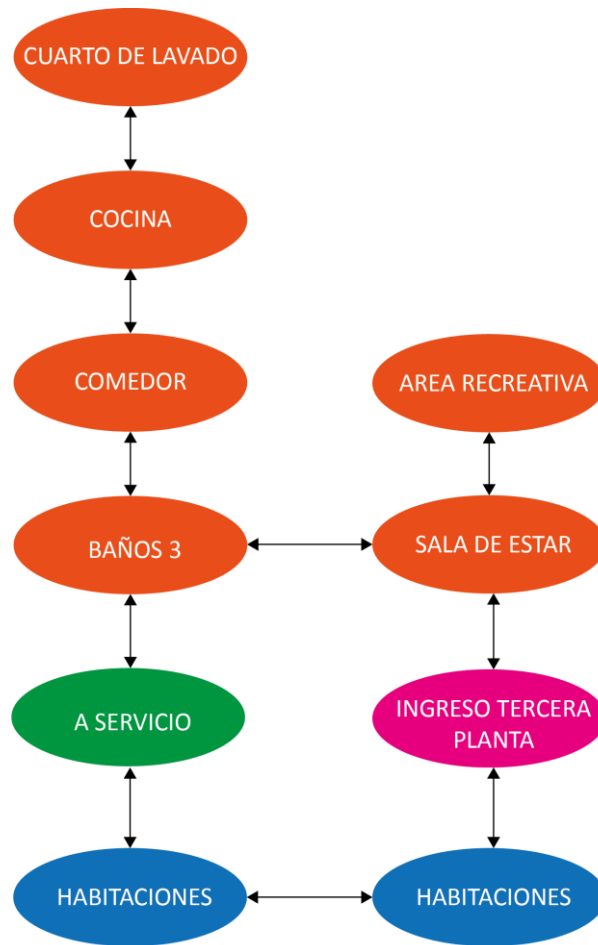 CUARTO DE LAVADO
COCINA
COMEDOR
AREA RECREATIVA
BAÑOS 3
SALA DE ESTAR
A SERVICIO
INGRESO TERCERA
PLANTA
HABITACIONES
HABITACIONES